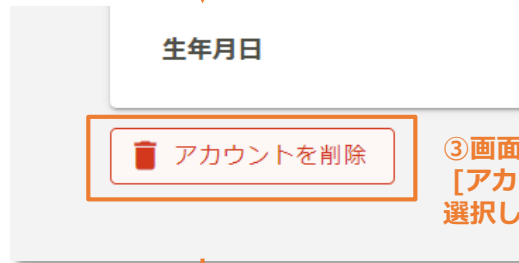 生年月日
アカウントを削除
③画面
[アカ
選択し